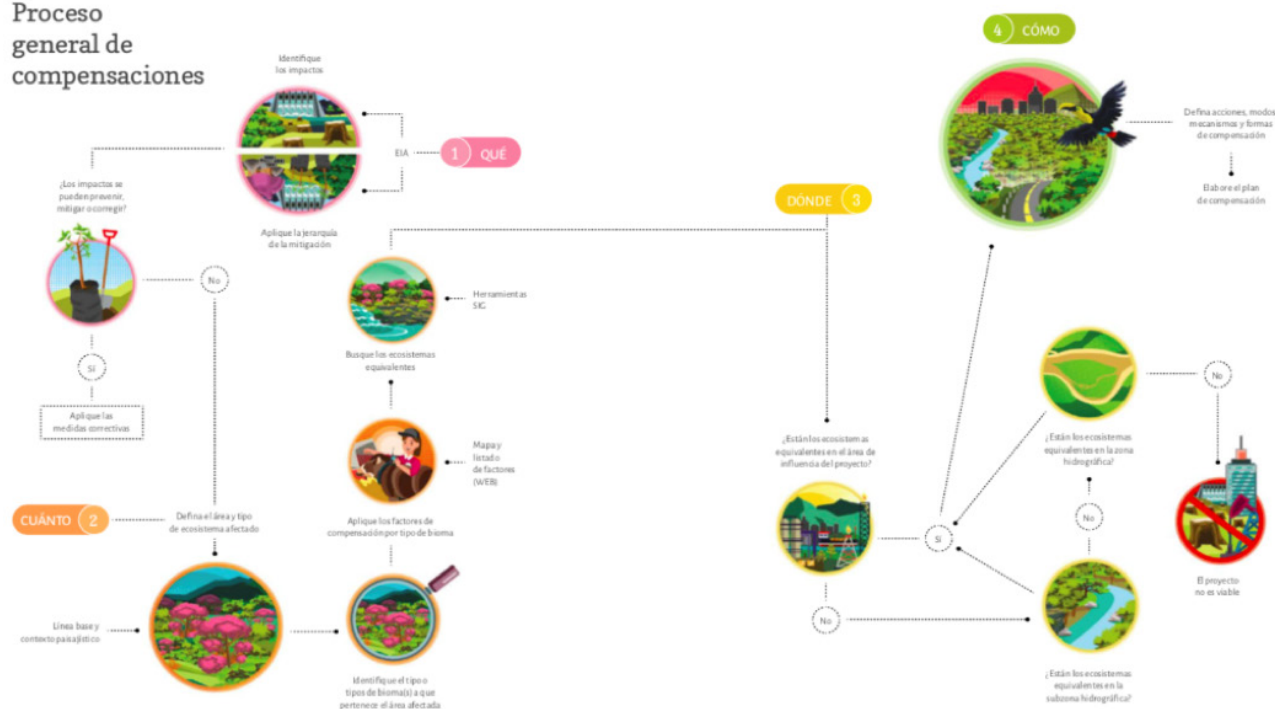 Proceso
general de
compensaciones
Identifique
los impactos
EIA
1 QUÉ
Aplique la jerarquía
de la mitigación
¿Los impactos se
pueden prevenir,
mitigar o corregir?
No
Sí
Aplique las
medidas correctivas
CUÁNTO 2
Defina el área y tipo
de ecosistema afectado
Línea base y
contexto paisajístico
Identifique el tipo o
tipos de bioma(s) a que
pertenece el área afectada
Aplique los factores de
compensación por tipo de bioma
Mapa y
listado
de factores
(WEB)
Busque los ecosistemas
equivalentes
Herramientas
SIG
DÓNDE 3
¿Están los ecosistemas
equivalentes en el área de
influencia del proyecto?
Sí
No
¿Están los ecosistemas
equivalentes en la
subzona hidrográfica?
No
¿Están los ecosistemas
equivalentes en la zona
hidrográfica?
No
El proyecto
no es viable
4 CÓMO
Defina acciones, modos
mecanismos y formas
de compensación
Elabore el plan
de compensación